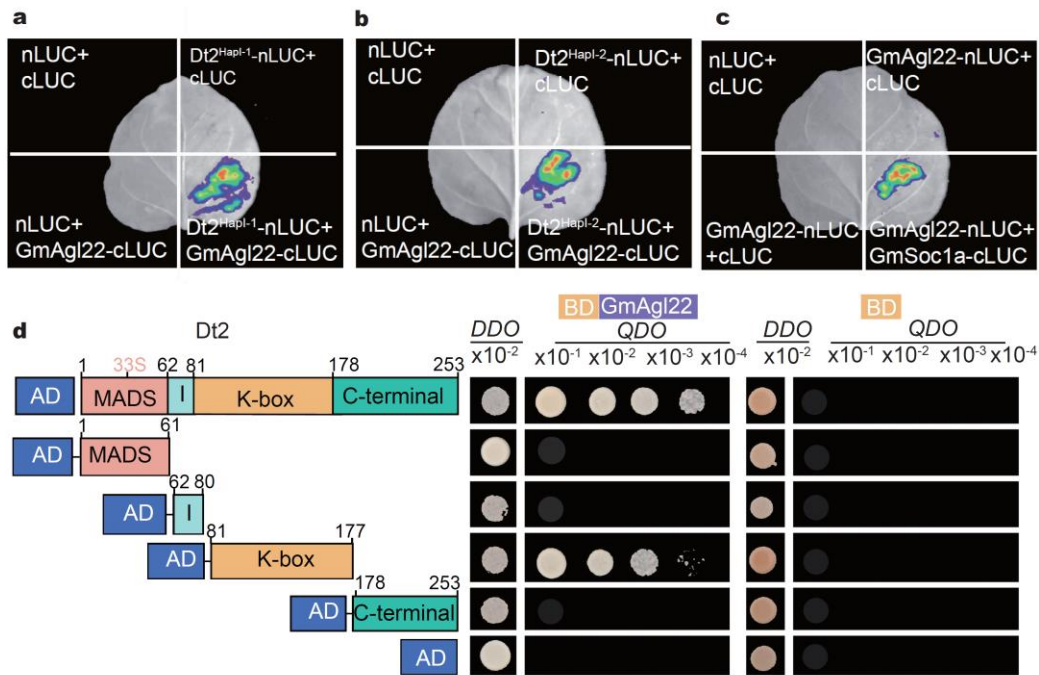 a
nLUC+
cLUC
Dt2Hapl-1-nLUC+
cLUC
nLUC+
GmAgl22-cLUC
Dt2Hapl-1-nLUC+
GmAgl22-cLUC
b
nLUC+
cLUC
Dt2Hapl-2-nLUC+
cLUC
nLUC+
GmAgl22-cLUC
Dt2Hapl-2-nLUC+
GmAgl22-cLUC
c
nLUC+
cLUC
GmAgl22-nLUC+
cLUC
GmAgl22-nLUC
+cLUC
GmAgl22-nLUC+
GmSoc1a-cLUC
d
Dt2
BD GmAgl22
BD
DDO QDO
DDO QDO
x10-2 x10-1 x10-2 x10-3 x10-4
x10-2 x10-1 x10-2 x10-3 x10-4
1 33S 62 81 178 253
AD MADS I K-box C-terminal
1 61
AD MADS
62 80
AD I
81 177
AD K-box
178 253
AD C-terminal
AD